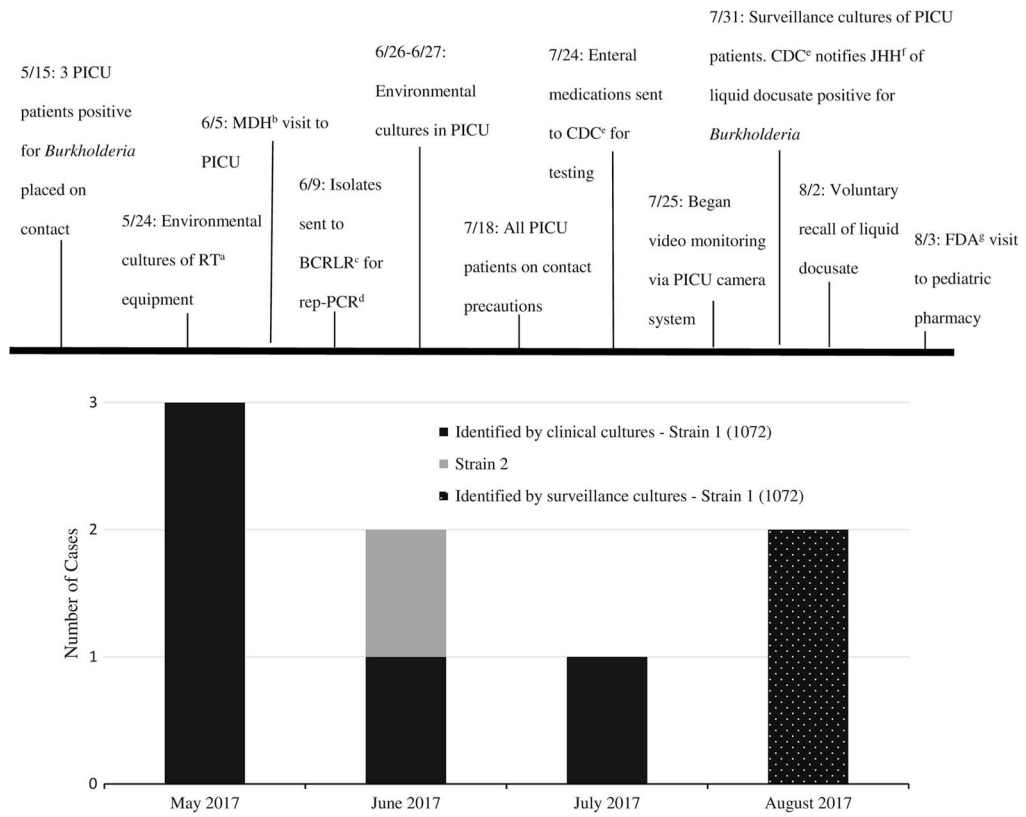 5/15: 3 PICU
patients positive
for Burkholderia
placed on
contact
5/24: Environmental
cultures of RTᵃ
equipment
6/5: MDHᵇ visit to
PICU
6/9: Isolates
sent to
BCRLRᶜ for
rep-PCRᵈ
6/26-6/27:
Environmental
cultures in PICU
7/18: All PICU
patients on contact
precautions
7/24: Enteral
medications sent
to CDCᵉ for
testing
7/25: Began
video monitoring
via PICU camera
system
7/31: Surveillance cultures of PICU
patients. CDCᵉ notifies JHHᶠ of
liquid docusate positive for
Burkholderia
8/2: Voluntary
recall of liquid
docusate
8/3: FDAᵍ visit
to pediatric
pharmacy
Number of Cases
3
2
1
0
Identified by clinical cultures - Strain 1 (1072)
Strain 2
Identified by surveillance cultures - Strain 1 (1072)
May 2017
June 2017
July 2017
August 2017